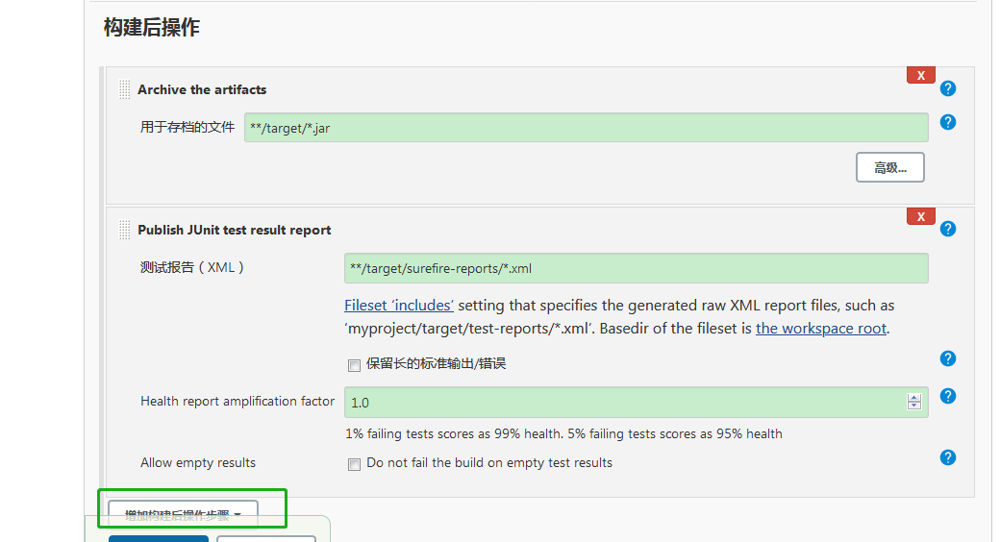 构建后操作
X
Archive the artifacts
?
用于存档的文件 **/target/*.jar
?
高级...
X
Publish JUnit test result report
?
测试报告（XML） **/target/surefire-reports/*.xml
Fileset ‘includes’ setting that specifies the generated raw XML report files, such as
‘myproject/target/test-reports/*.xml’. Basedir of the fileset is the workspace root.
保留长的标准输出/错误
?
Health report amplification factor 1.0
?
1% failing tests scores as 99% health. 5% failing tests scores as 95% health
Allow empty results Do not fail the build on empty test results
?
增加构建后操作步骤